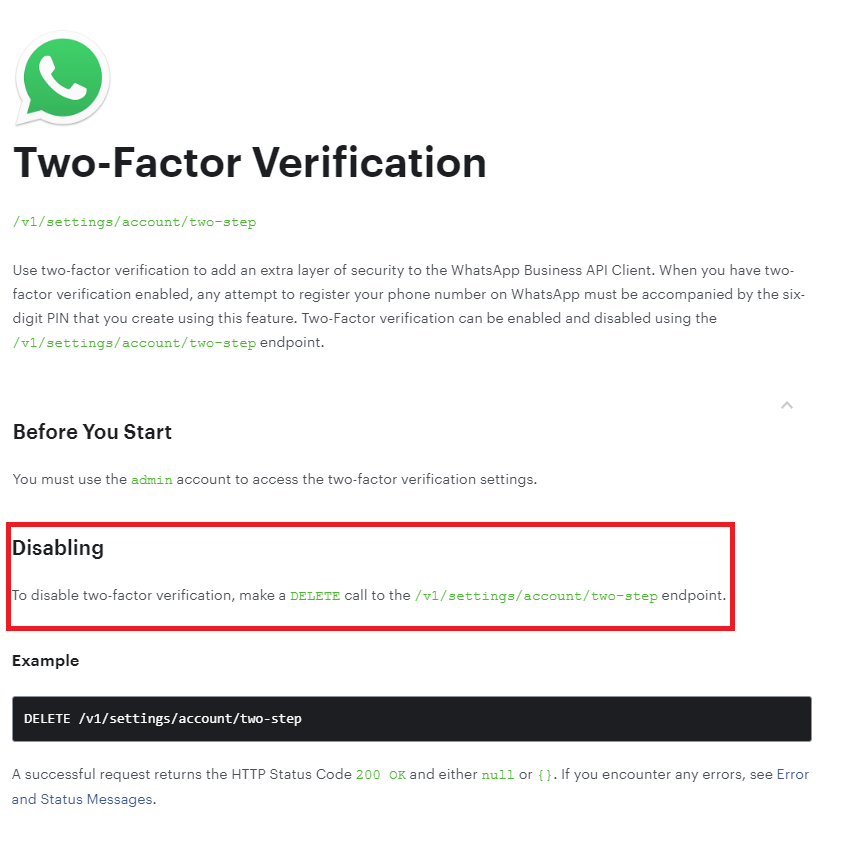 Two-Factor Verification
/v1/settings/account/two-step
Use two-factor verification to add an extra layer of security to the WhatsApp Business API Client. When you have two-
factor verification enabled, any attempt to register your phone number on WhatsApp must be accompanied by the six-
digit PIN that you create using this feature. Two-Factor verification can be enabled and disabled using the
/v1/settings/account/two-step endpoint.
Before You Start
You must use the admin account to access the two-factor verification settings.
Disabling
To disable two-factor verification, make a DELETE call to the /v1/settings/account/two-step endpoint.
Example
DELETE /v1/settings/account/two-step
A successful request returns the HTTP Status Code 200 OK and either null or {}. If you encounter any errors, see Error
and Status Messages.